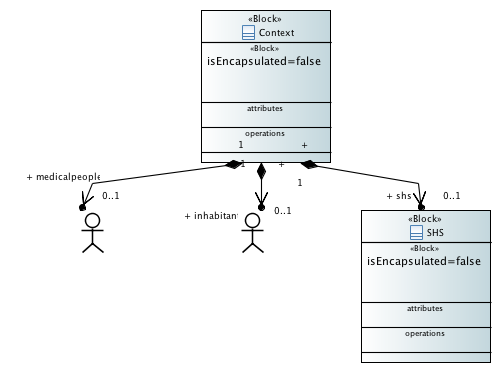 «Block»
Context
«Block»
isEncapsulated=false
attributes
operations
1
+
1
+
1
+ medicalpeople
0..1
+ inhabitant
0..1
+ shs
0..1
«Block»
SHS
«Block»
isEncapsulated=false
attributes
operations